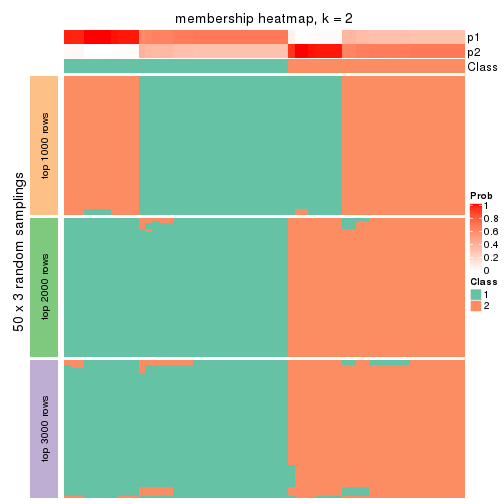 membership heatmap, k = 2
p1
p2
Class
50 x 3 random samplings
top 1000 rows
top 2000 rows
top 3000 rows
Prob
1
0.8
0.6
0.4
0.2
0
Class
1
2